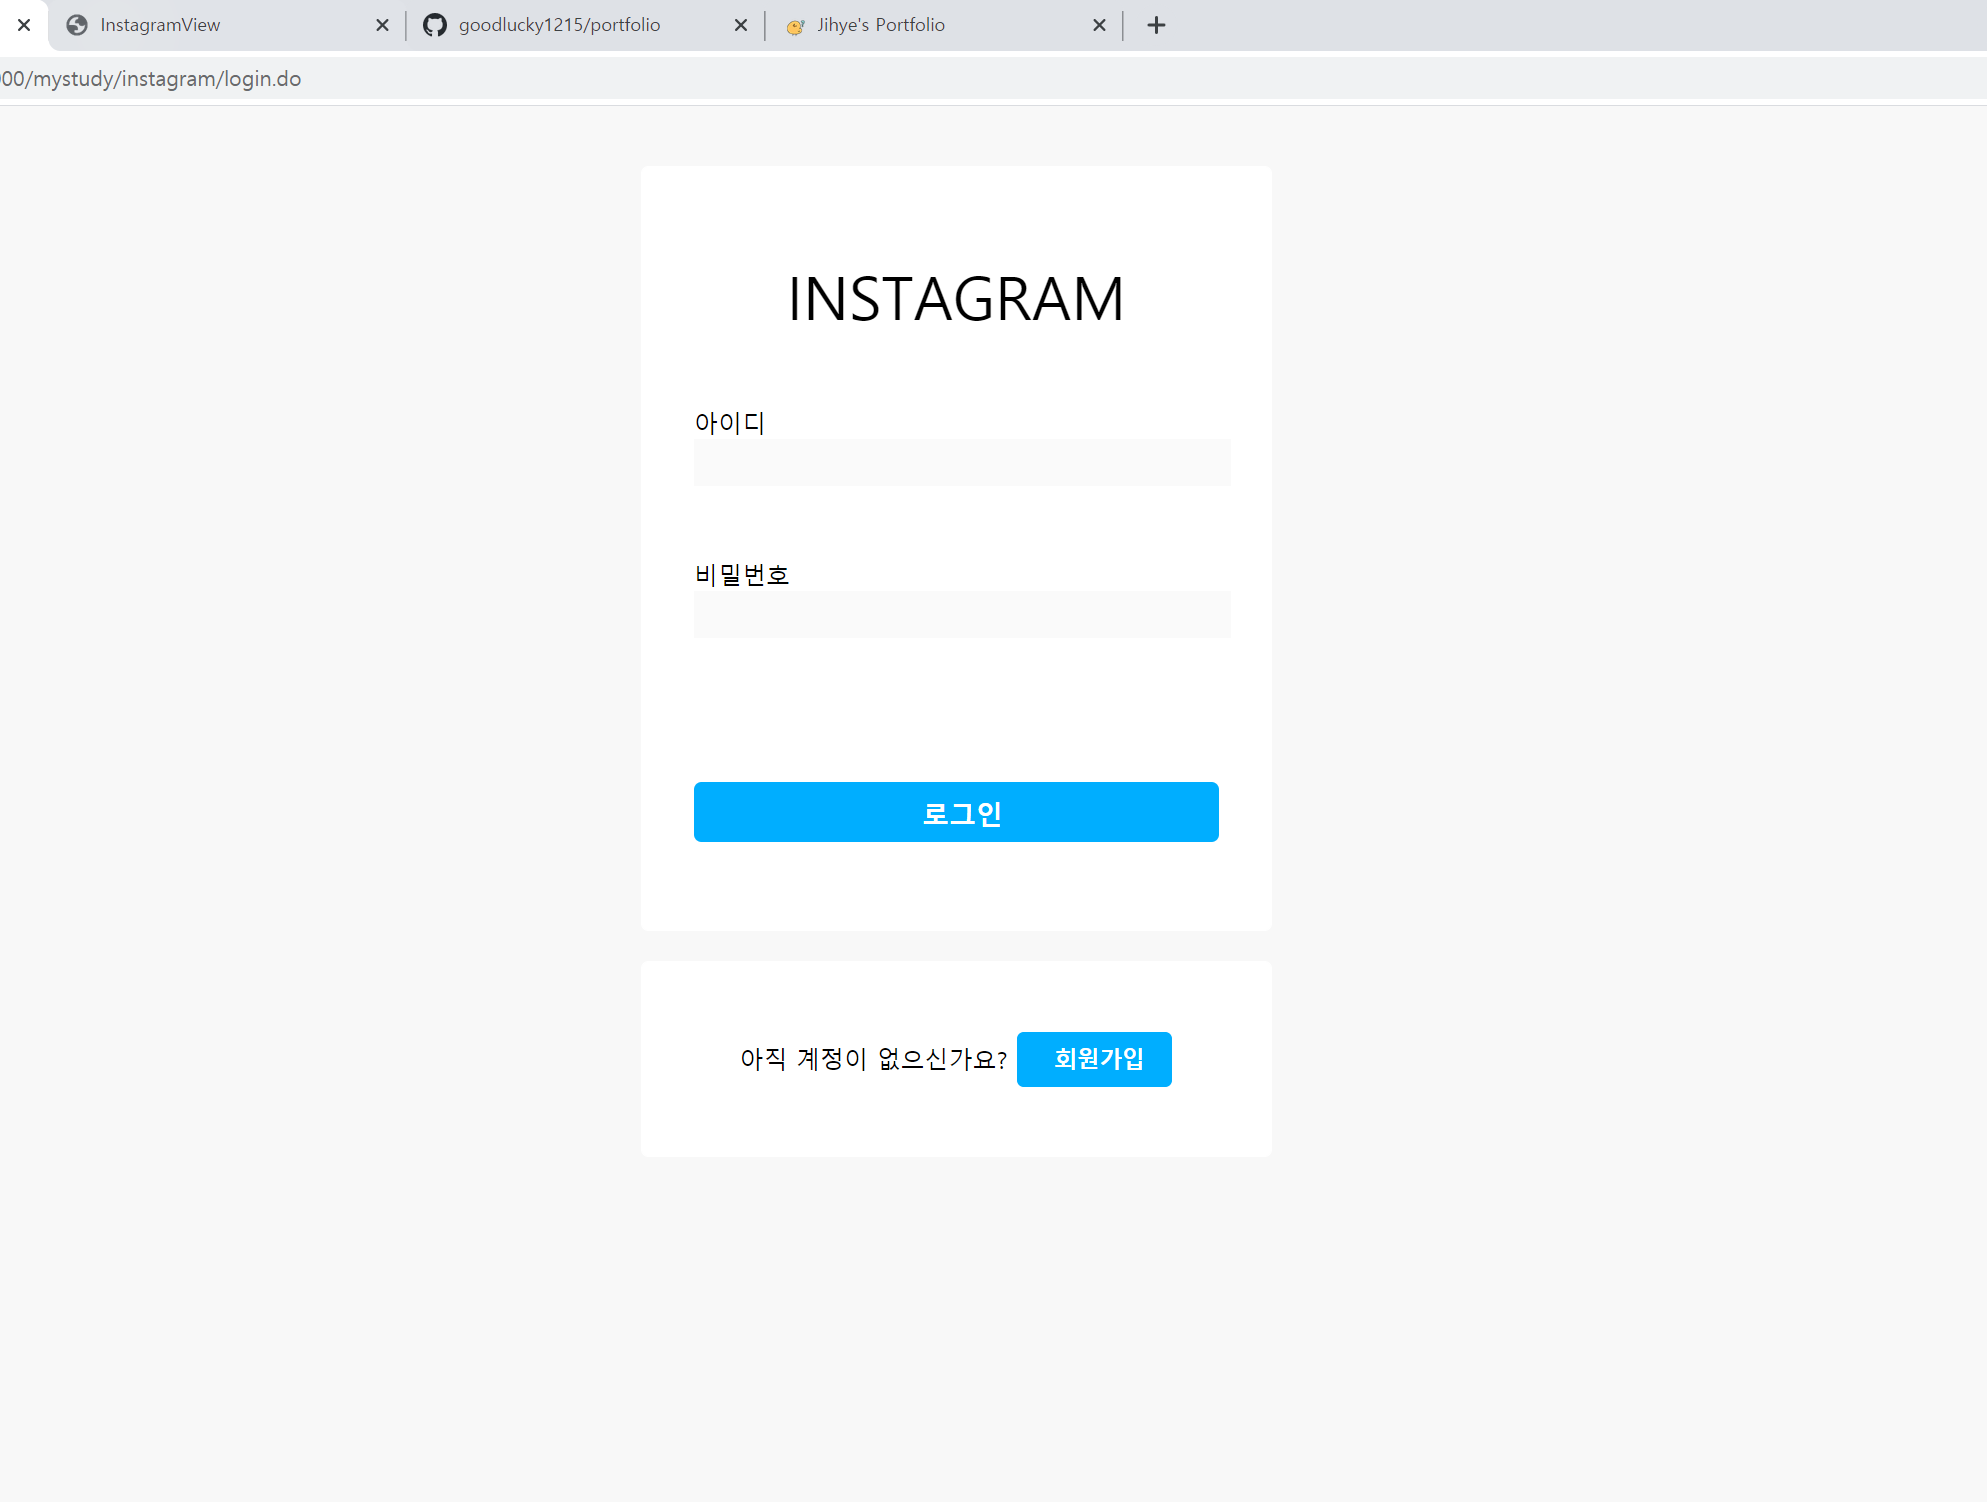 InstagramView
goodlucky1215/portfolio
Jihye's Portfolio
00/mystudy/instagram/login.do
INSTAGRAM
아이디
비밀번호
로그인
아직 계정이 없으신가요? 회원가입